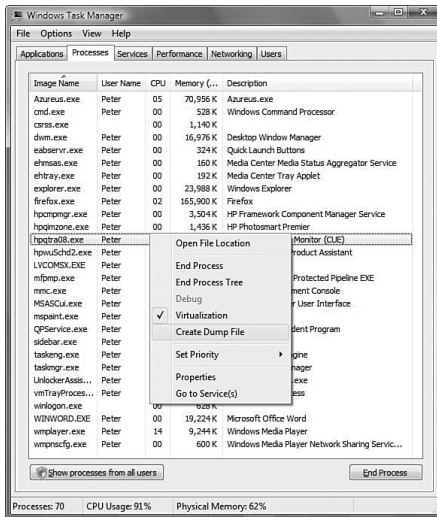 Windows Task Manager
File Options View Help
Applications Processes Services Performance Networking Users
Image Name User Name CPU Memory (... Description
Azureus.exe Peter 05 70,956 K Azureus.exe
cmd.exe Peter 00 528 K Windows Command Processor
csrss.exe 00 1,140 K
dwm.exe Peter 00 16,976 K Desktop Window Manager
eabservr.exe Peter 00 324 K Quick Launch Buttons
ehmsas.exe Peter 00 160 K Media Center Media Status Aggregator Service
ehtray.exe Peter 00 192 K Media Center Tray Applet
explorer.exe Peter 00 23,988 K Windows Explorer
firefox.exe Peter 02 165,900 K Firefox
hpcmpmgr.exe Peter 00 3,504 K HP Framework Component Manager Service
hpqimzone.exe Peter 00 1,436 K HP Photosmart Premier
hpqtra08.exe Peter Monitor (CUE)
hpwuSchd2.exe Peter Product Assistant
LVCOMSX.EXE Peter
mfpmp.exe Peter Protected Pipeline EXE
mmc.exe Peter ment Console
MSASCui.exe Peter r User Interface
mspaint.exe Peter
QPService.exe Peter dent Program
sidebar.exe Peter
taskeng.exe Peter gine
taskmgr.exe Peter nager
UnlockerAssis... Peter .exe
vmTrayProces... Peter cess
winlogon.exe 00 628 K
WINWORD.EXE Peter 00 19,224 K Microsoft Office Word
wmplayer.exe Peter 14 9,244 K Windows Media Player
wmpnscfg.exe Peter 00 600 K Windows Media Player Network Sharing Servic...
Open File Location
End Process
End Process Tree
Debug
Virtualization
Create Dump File
Set Priority
Properties
Go to Service(s)
Show processes from all users End Process
Processes: 70 CPU Usage: 91% Physical Memory: 62%